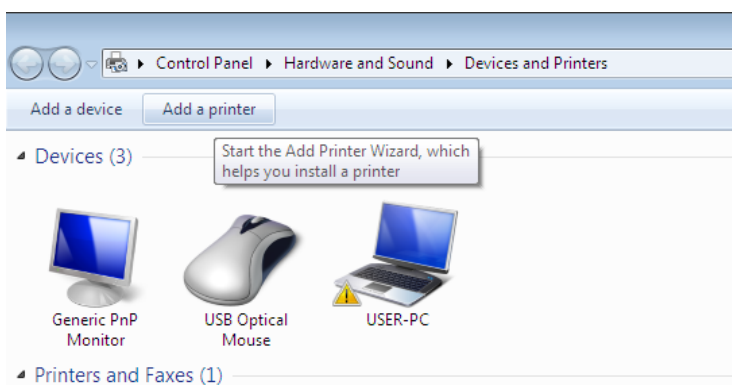 Control Panel Hardware and Sound Devices and Printers
Add a device Add a printer
Start the Add Printer Wizard, which
helps you install a printer
Devices (3)
Generic PnP
Monitor
USB Optical
Mouse
USER-PC
Printers and Faxes (1)